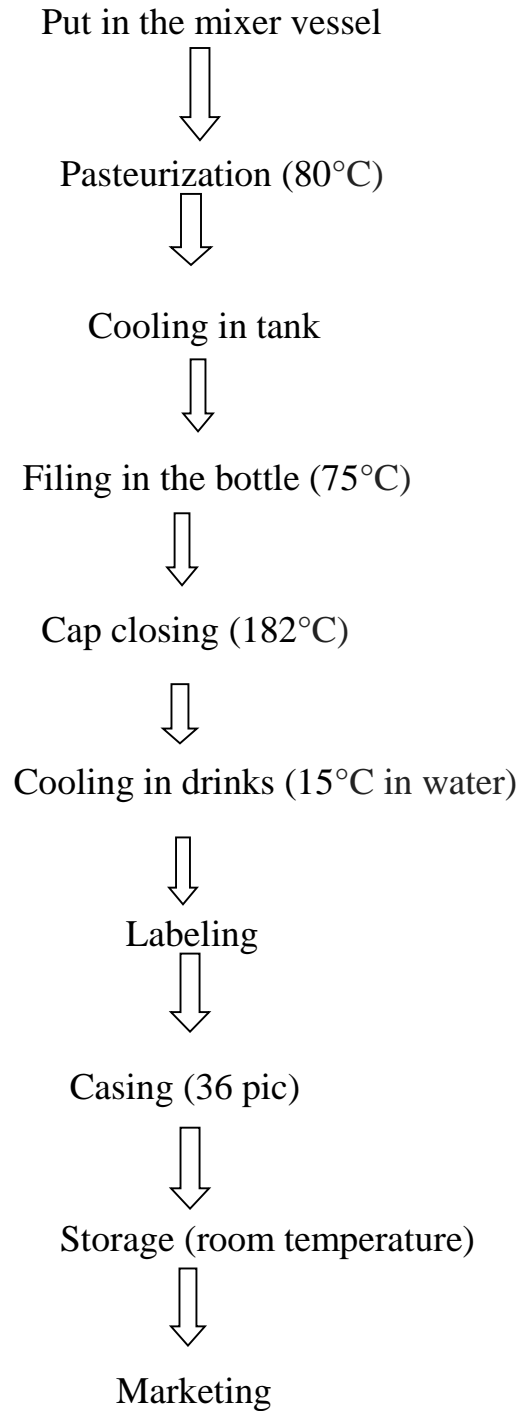 Put in the mixer vessel
Pasteurization (80°C)
Cooling in tank
Filing in the bottle (75°C)
Cap closing (182°C)
Cooling in drinks (15°C in water)
Labeling
Casing (36 pic)
Storage (room temperature)
Marketing